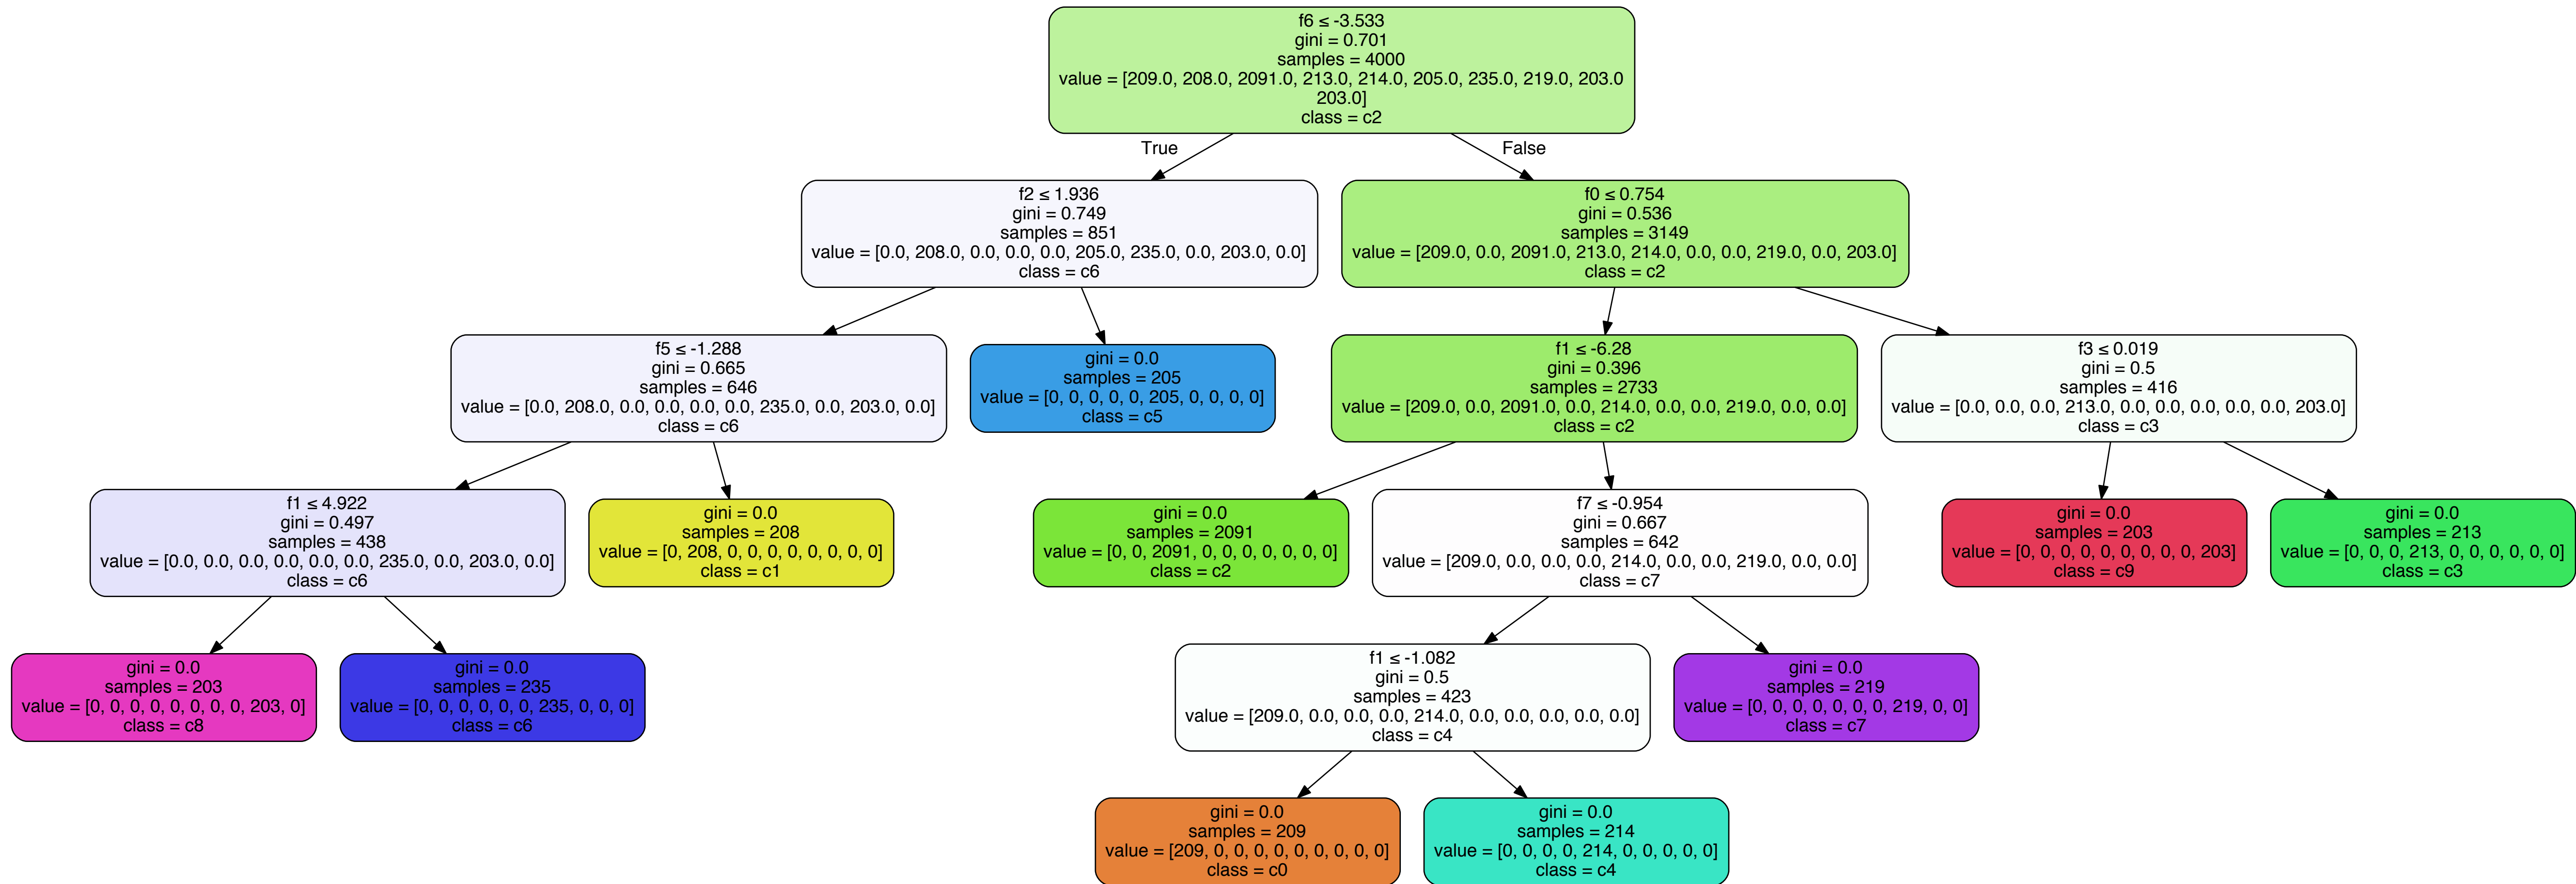 f6 ≤ -3.533
gini = 0.701
samples = 4000
value = [209.0, 208.0, 2091.0, 213.0, 214.0, 205.0, 235.0, 219.0, 203.0
203.0]
class = c2
True
False
f2 ≤ 1.936
gini = 0.749
samples = 851
value = [0.0, 208.0, 0.0, 0.0, 0.0, 205.0, 235.0, 0.0, 203.0, 0.0]
class = c6
f0 ≤ 0.754
gini = 0.536
samples = 3149
value = [209.0, 0.0, 2091.0, 213.0, 214.0, 0.0, 0.0, 219.0, 0.0, 203.0]
class = c2
f5 ≤ -1.288
gini = 0.665
samples = 646
value = [0.0, 208.0, 0.0, 0.0, 0.0, 0.0, 235.0, 0.0, 203.0, 0.0]
class = c6
gini = 0.0
samples = 205
value = [0, 0, 0, 0, 0, 205, 0, 0, 0, 0]
class = c5
f1 ≤ -6.28
gini = 0.396
samples = 2733
value = [209.0, 0.0, 2091.0, 0.0, 214.0, 0.0, 0.0, 219.0, 0.0, 0.0]
class = c2
f3 ≤ 0.019
gini = 0.5
samples = 416
value = [0.0, 0.0, 0.0, 213.0, 0.0, 0.0, 0.0, 0.0, 0.0, 203.0]
class = c3
f1 ≤ 4.922
gini = 0.497
samples = 438
value = [0.0, 0.0, 0.0, 0.0, 0.0, 0.0, 235.0, 0.0, 203.0, 0.0]
class = c6
gini = 0.0
samples = 208
value = [0, 208, 0, 0, 0, 0, 0, 0, 0, 0]
class = c1
gini = 0.0
samples = 2091
value = [0, 0, 2091, 0, 0, 0, 0, 0, 0, 0]
class = c2
f7 ≤ -0.954
gini = 0.667
samples = 642
value = [209.0, 0.0, 0.0, 0.0, 214.0, 0.0, 0.0, 219.0, 0.0, 0.0]
class = c7
gini = 0.0
samples = 203
value = [0, 0, 0, 0, 0, 0, 0, 0, 0, 203]
class = c9
gini = 0.0
samples = 213
value = [0, 0, 0, 213, 0, 0, 0, 0, 0, 0]
class = c3
gini = 0.0
samples = 203
value = [0, 0, 0, 0, 0, 0, 0, 0, 203, 0]
class = c8
gini = 0.0
samples = 235
value = [0, 0, 0, 0, 0, 0, 235, 0, 0, 0]
class = c6
f1 ≤ -1.082
gini = 0.5
samples = 423
value = [209.0, 0.0, 0.0, 0.0, 214.0, 0.0, 0.0, 0.0, 0.0, 0.0]
class = c4
gini = 0.0
samples = 219
value = [0, 0, 0, 0, 0, 0, 0, 219, 0, 0]
class = c7
gini = 0.0
samples = 209
value = [209, 0, 0, 0, 0, 0, 0, 0, 0, 0]
class = c0
gini = 0.0
samples = 214
value = [0, 0, 0, 0, 214, 0, 0, 0, 0, 0]
class = c4